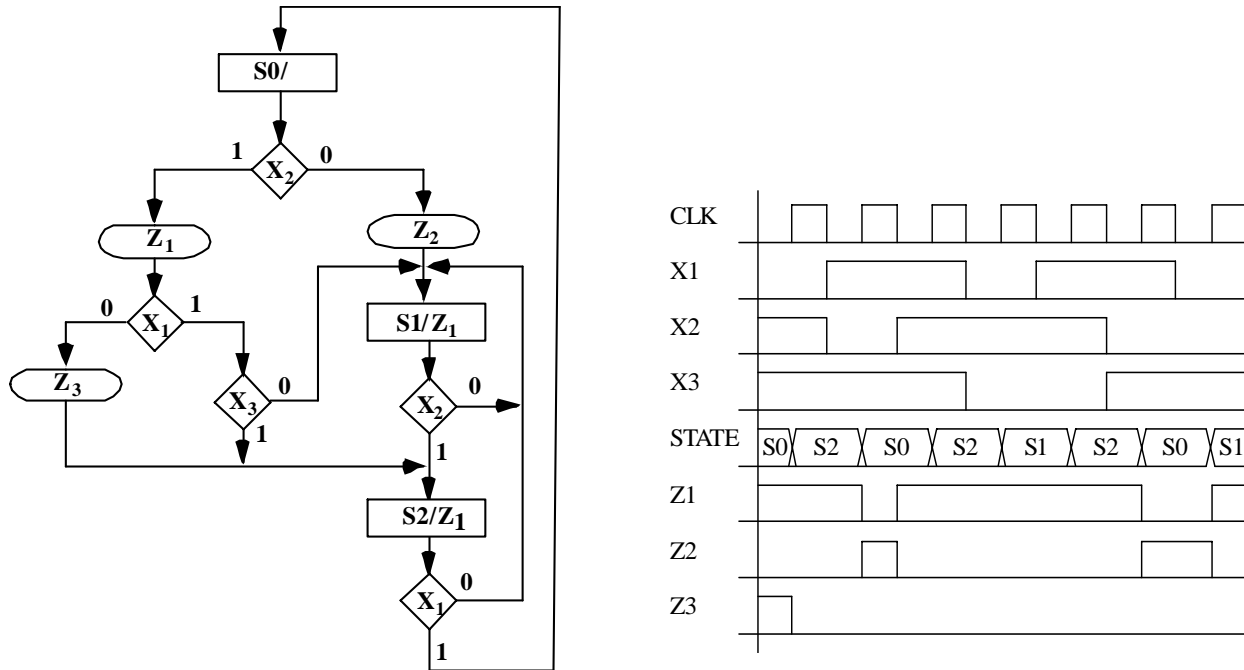 S0/
1 X2 0
Z1 Z2
0 X1 1
S1/Z1
Z3
X3 0
1
X2 0
1
S2/Z1
X1 0
1
CLK
X1
X2
X3
STATE S0 S2 S0 S2 S1 S2 S0 S1
Z1
Z2
Z3